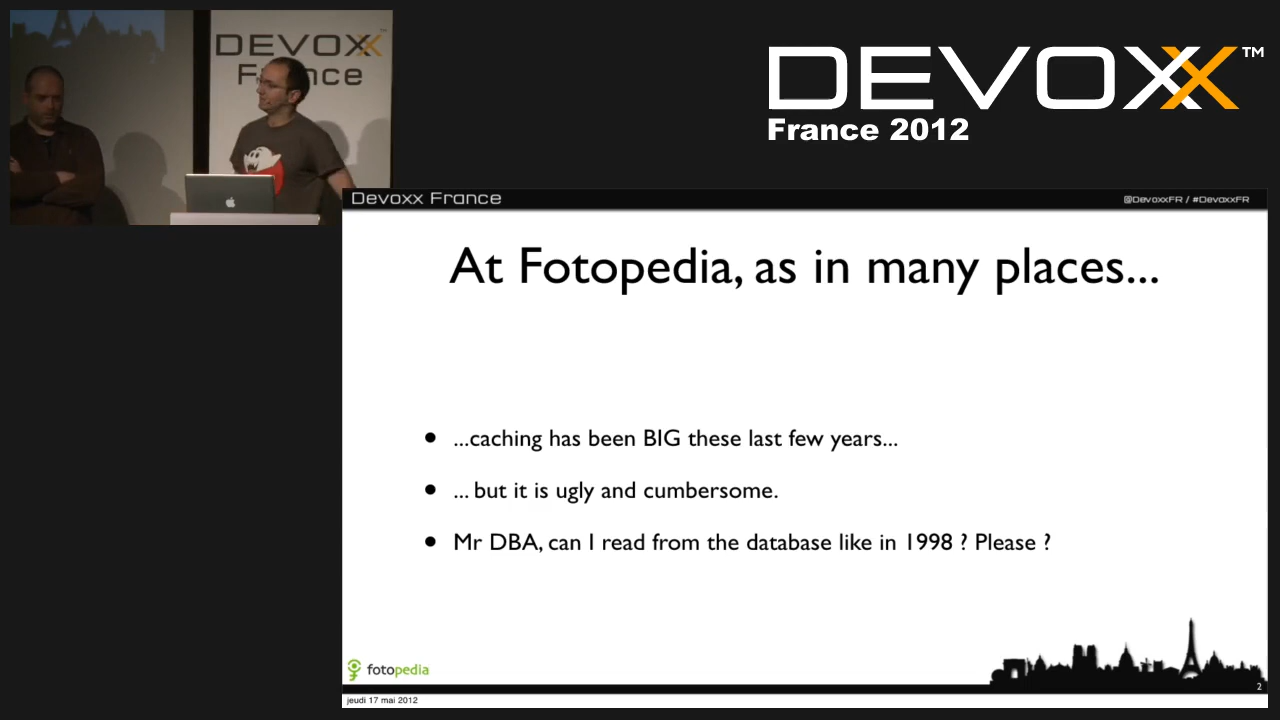 DEVOXX
France
DEVOXX™
France 2012
Devoxx France
@DevoxxFR / #DevoxxFR
At Fotopedia, as in many places...
• ...caching has been BIG these last few years...
• ... but it is ugly and cumbersome.
• Mr DBA, can I read from the database like in 1998 ? Please ?
fotopedia
2
jeudi 17 mai 2012